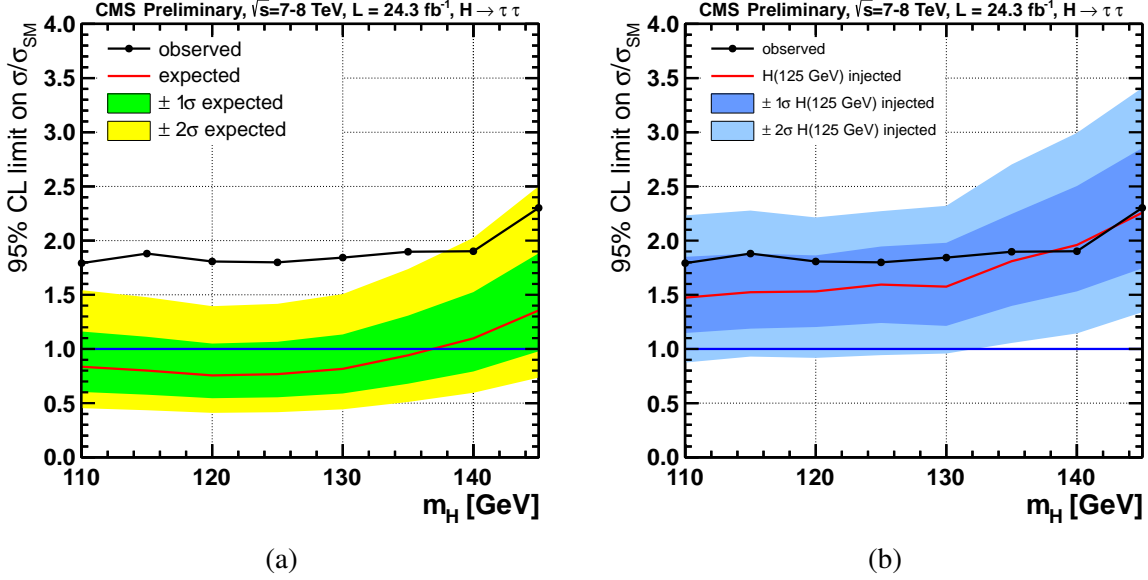 CMS Preliminary, √s=7-8 TeV, L = 24.3 fb⁻¹, H → τ τ
95% CL limit on σ/σSM
4.0
3.5
3.0
2.5
2.0
1.5
1.0
0.5
0.0
observed
expected
± 1σ expected
± 2σ expected
110 120 130 140
mH [GeV]
(a)
CMS Preliminary, √s=7-8 TeV, L = 24.3 fb⁻¹, H → τ τ
95% CL limit on σ/σSM
4.0
3.5
3.0
2.5
2.0
1.5
1.0
0.5
0.0
observed
H(125 GeV) injected
± 1σ H(125 GeV) injected
± 2σ H(125 GeV) injected
110 120 130 140
mH [GeV]
(b)